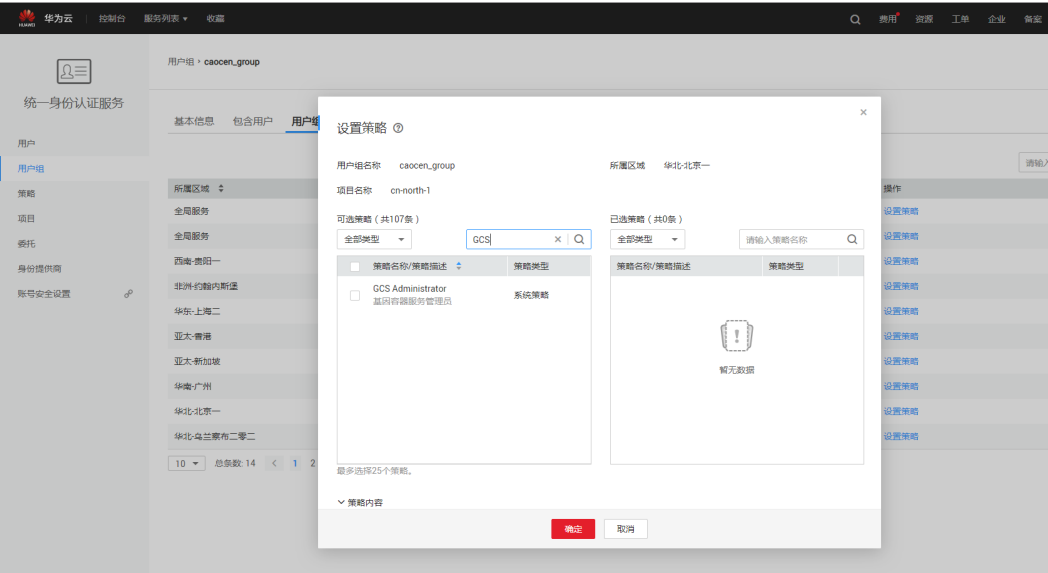 HUAWEI 华为云 控制台 服务列表 收藏 费用 资源 工单 企业 备案
统一身份认证服务
用户
用户组
策略
项目
委托
身份提供商
账号安全设置
用户组 › caocen_group
基本信息 包含用户 用户组
请输入
所属区域 操作
全局服务 设置策略
全局服务 设置策略
西南-贵阳一 设置策略
非洲-约翰内斯堡 设置策略
华东-上海二 设置策略
亚太-香港 设置策略
亚太-新加坡 设置策略
华南-广州 设置策略
华北-北京一 设置策略
华北-乌兰察布二零二 设置策略
10 总条数: 14 < 1 2
设置策略
用户组名称 caocen_group 所属区域 华北-北京一
项目名称 cn-north-1
可选策略（共107条） 已选策略（共0条）
全部类型 GCS 全部类型 请输入策略名称
策略名称/策略描述 策略类型 策略名称/策略描述 策略类型
GCS Administrator
基因容器服务管理员 系统策略
暂无数据
最多选择25个策略。
策略内容
确定 取消